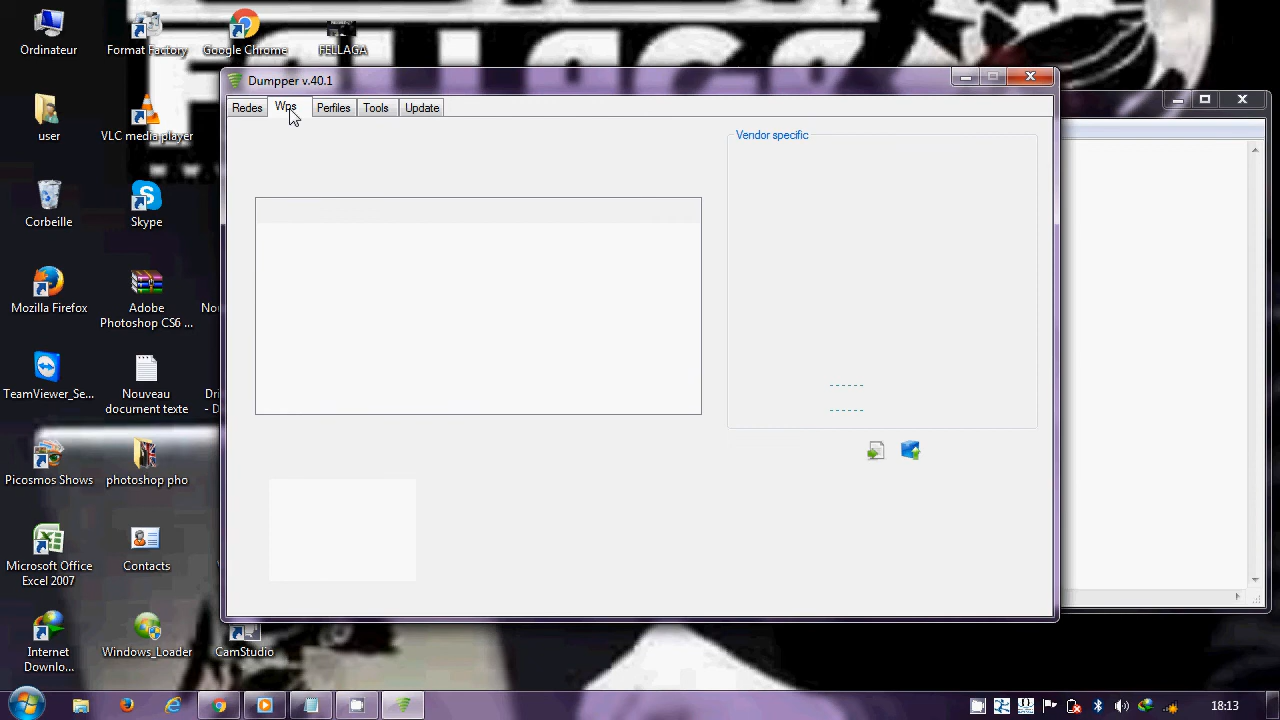 Ordinateur
Format Factory
Google Chrome
FELLAGA
Dumpper v.40.1
Redes
Wps
Perfiles
Tools
Update
user
VLC media player
Vendor specific
Corbeille
Skype
Mozilla Firefox
Adobe
Photoshop CS6 ...
Nou
TeamViewer_Se...
Nouveau
document texte
Dri
- D
------
------
Picosmos Shows
photoshop pho
Microsoft Office
Excel 2007
Contacts
Internet
Downlo...
Windows_Loader
CamStudio
18:13